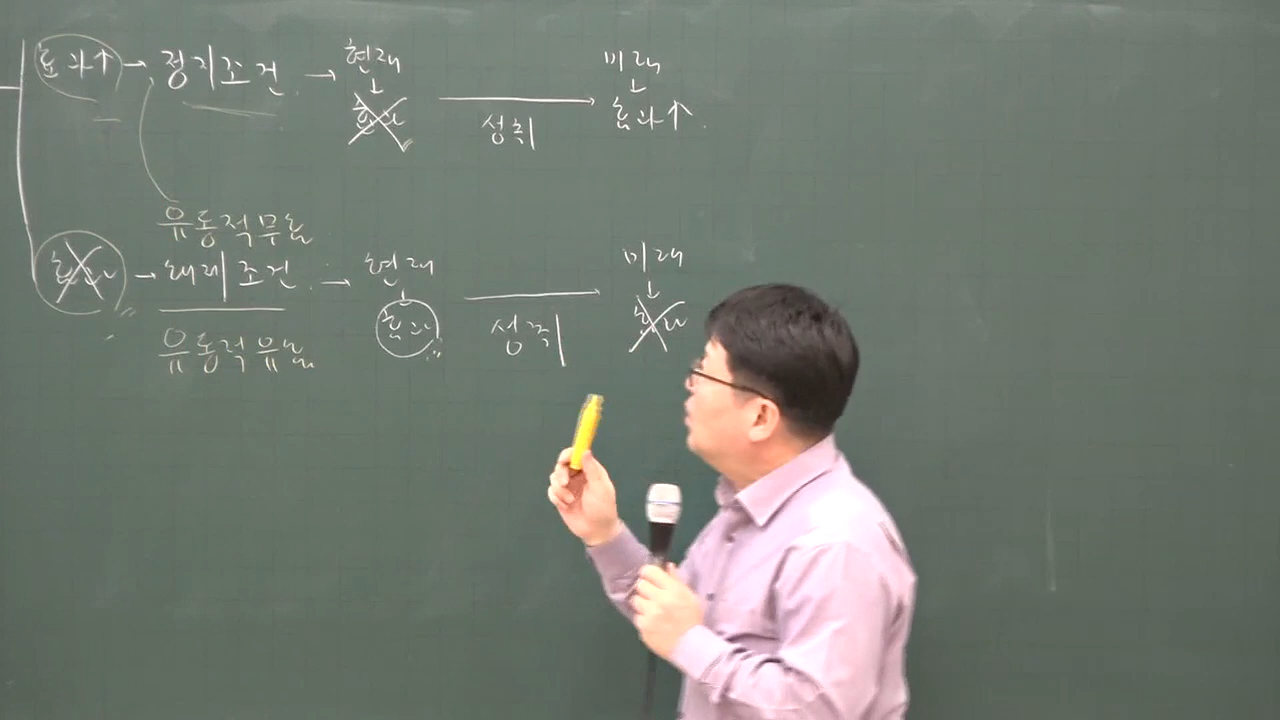 효과↑ → 정지조건. → 현재 미래
효과 성취 효과↑.
유동적무효
효과 → 해제조건. → 현재 미래
효과 성취 효과
유동적유효